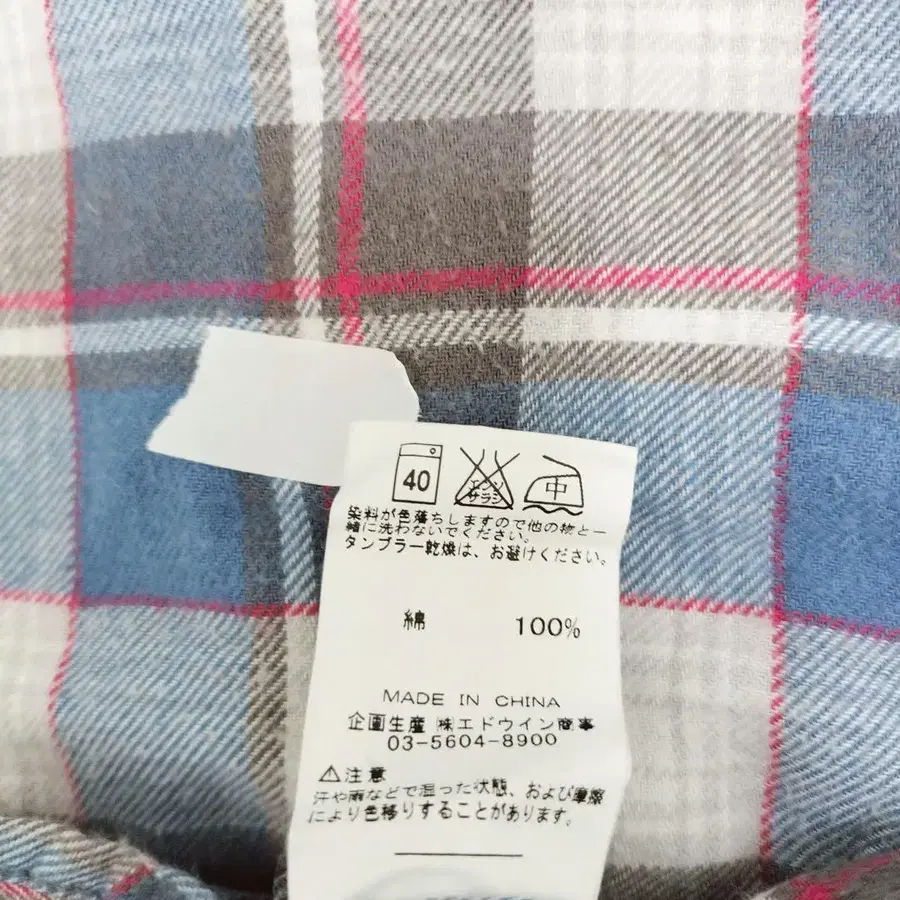 40
エンソ
サラシ
中
染料が色落ちしますので他の物と一
緒に洗わないでください。
タンブラー乾燥は、お避けください。
綿 100%
MADE IN CHINA
企画生産 ㈱エドウイン商事
03-5604-8900
⚠注意
汗や雨などで湿った状態、および摩擦
により色移りすることがあります。